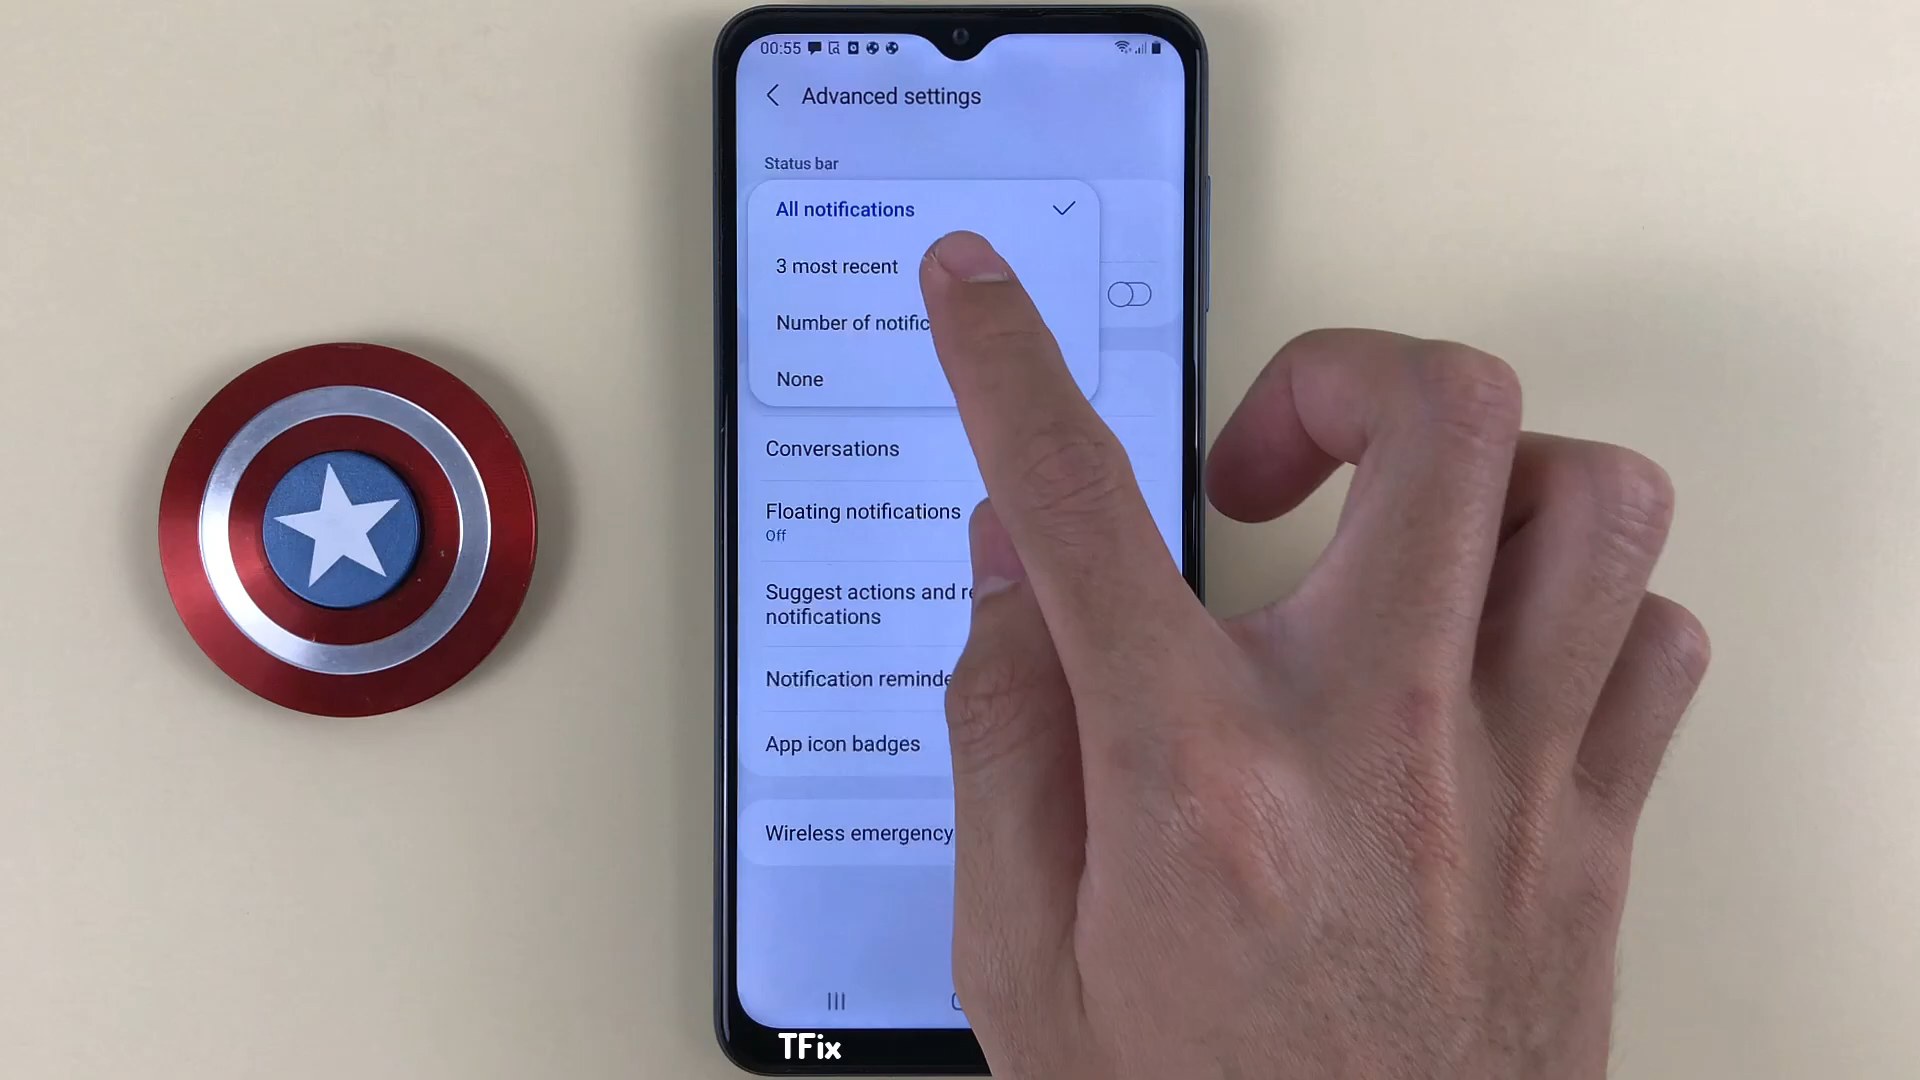 00:55
Advanced settings
Status bar
All notifications
3 most recent
Number of notific
None
Conversations
Floating notifications
Off
Suggest actions and re
notifications
Notification reminde
App icon badges
Wireless emergency
TFix